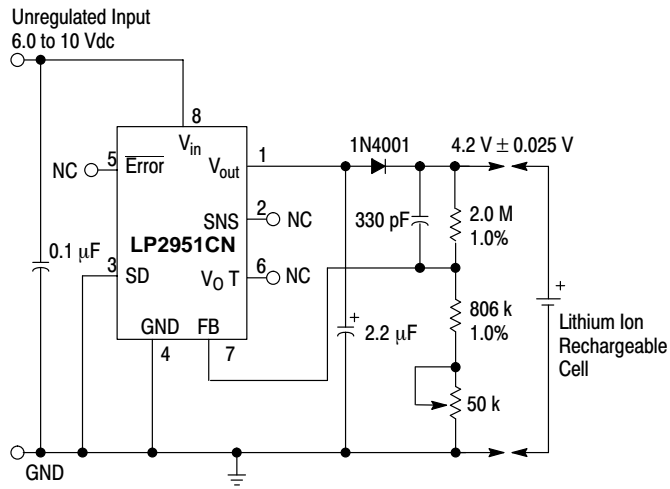 Unregulated Input
6.0 to 10 Vdc
8
Vin
1N4001
4.2 V ± 0.025 V
5
Error
Vout
1
NC
SNS
2
NC
330 pF
2.0 M
1.0%
LP2951CN
0.1 µF
3
SD
VO T
6
NC
806 k
1.0%
Lithium Ion
Rechargeable
Cell
GND
FB
2.2 µF
4
7
50 k
GND